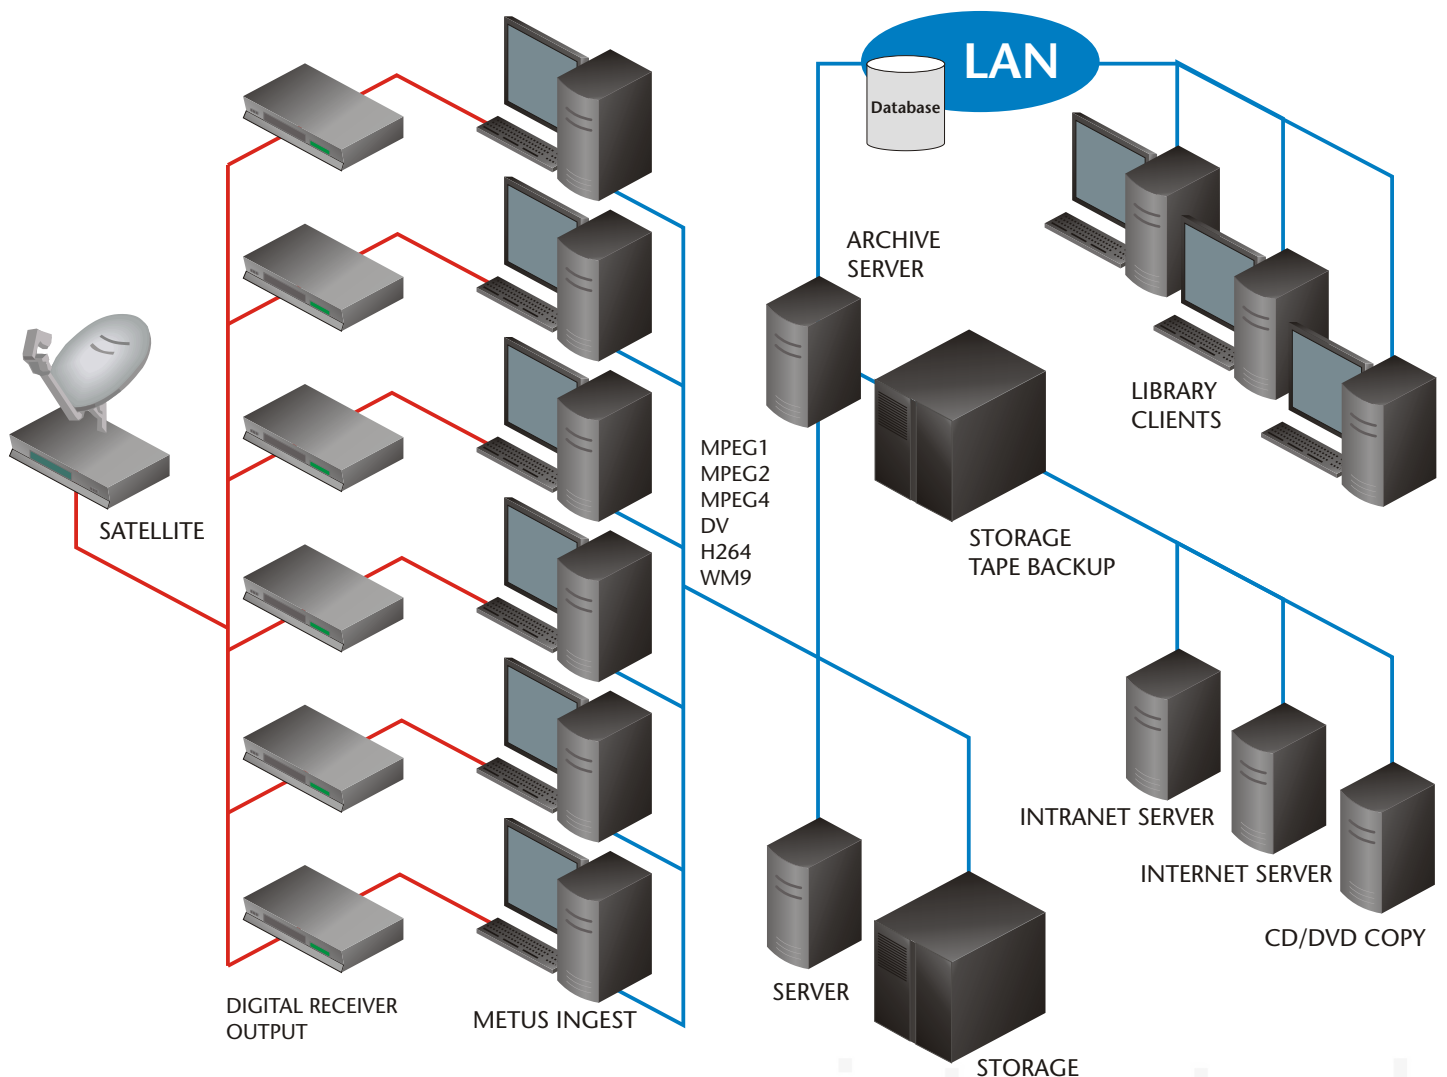 LAN
Database
ARCHIVE
SERVER
LIBRARY
CLIENTS
MPEG1
MPEG2
MPEG4
DV
H264
WM9
SATELLITE
STORAGE
TAPE BACKUP
INTRANET SERVER
INTERNET SERVER
CD/DVD COPY
DIGITAL RECEIVER
OUTPUT
METUS INGEST
SERVER
STORAGE